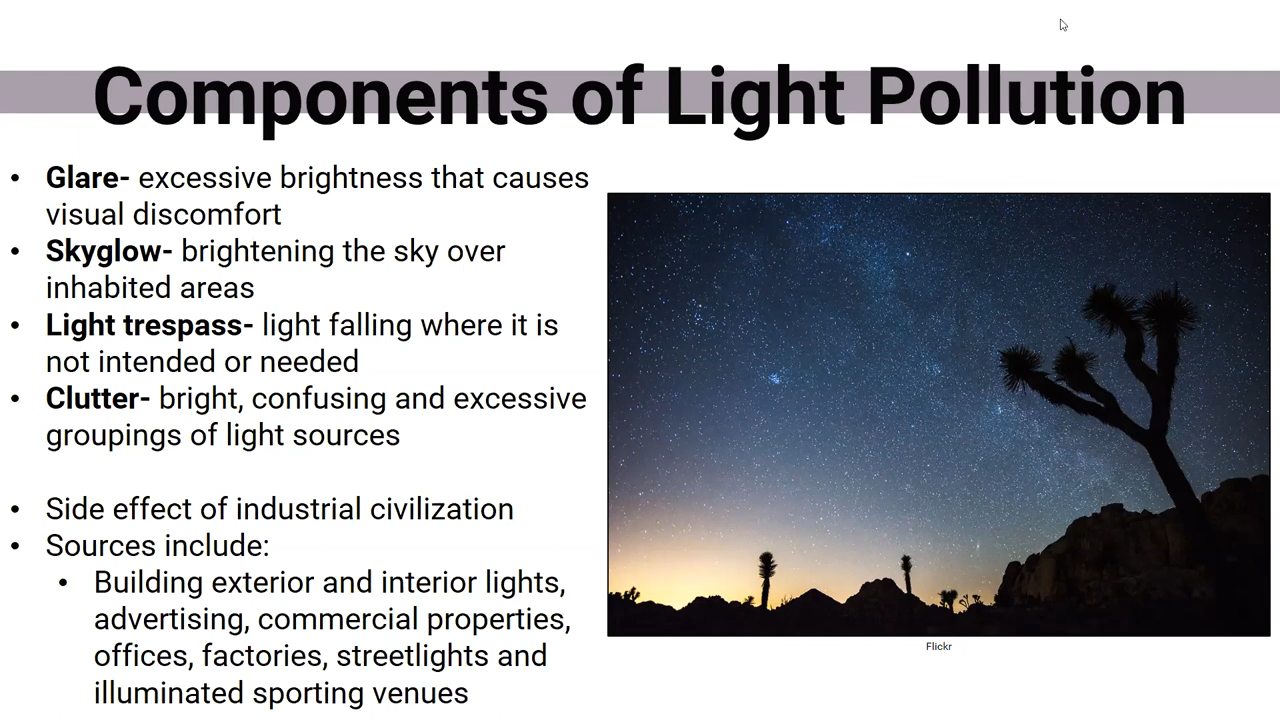 Components of Light Pollution
• Glare- excessive brightness that causes
visual discomfort
• Skyglow- brightening the sky over
inhabited areas
• Light trespass- light falling where it is
not intended or needed
• Clutter- bright, confusing and excessive
groupings of light sources
• Side effect of industrial civilization
• Sources include:
• Building exterior and interior lights,
advertising, commercial properties,
offices, factories, streetlights and
illuminated sporting venues
Flickr